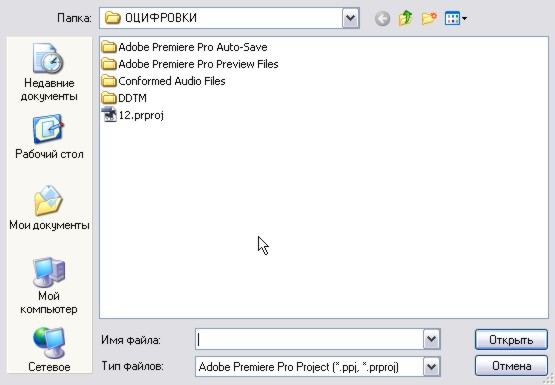 Папка: ОЦИФРОВКИ
Adobe Premiere Pro Auto-Save
Adobe Premiere Pro Preview Files
Conformed Audio Files
DDTM
12.prproj
Недавние
документы
Рабочий стол
Мои документы
Мой
компьютер
Сетевое
Имя файла:
Открыть
Тип файлов: Adobe Premiere Pro Project (*.ppj, *.prproj)
Отмена